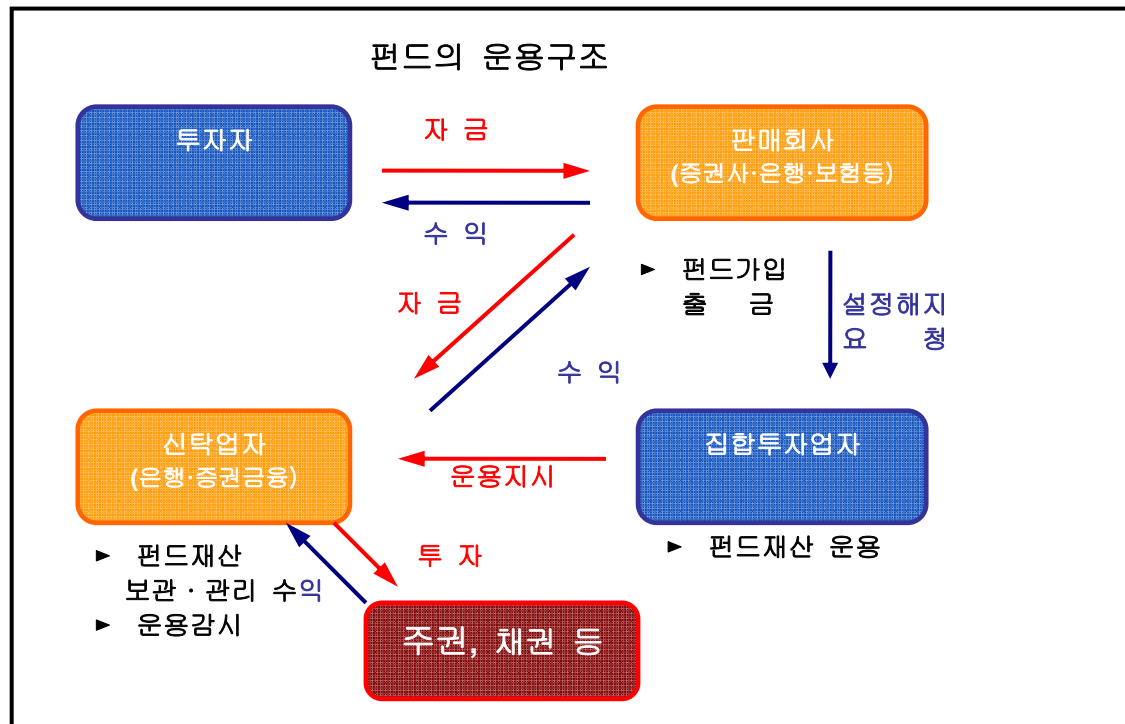 펀드의 운용구조
투자자
자 금
판매회사
(증권사·은행·보험등)
수 익
► 펀드가입
출 금
설정해지
요 청
자 금
수 익
신탁업자
(은행·증권금융)
운용지시
집합투자업자
► 펀드재산
보관·관리 수익
► 운용감시
투 자
► 펀드재산 운용
주권, 채권 등